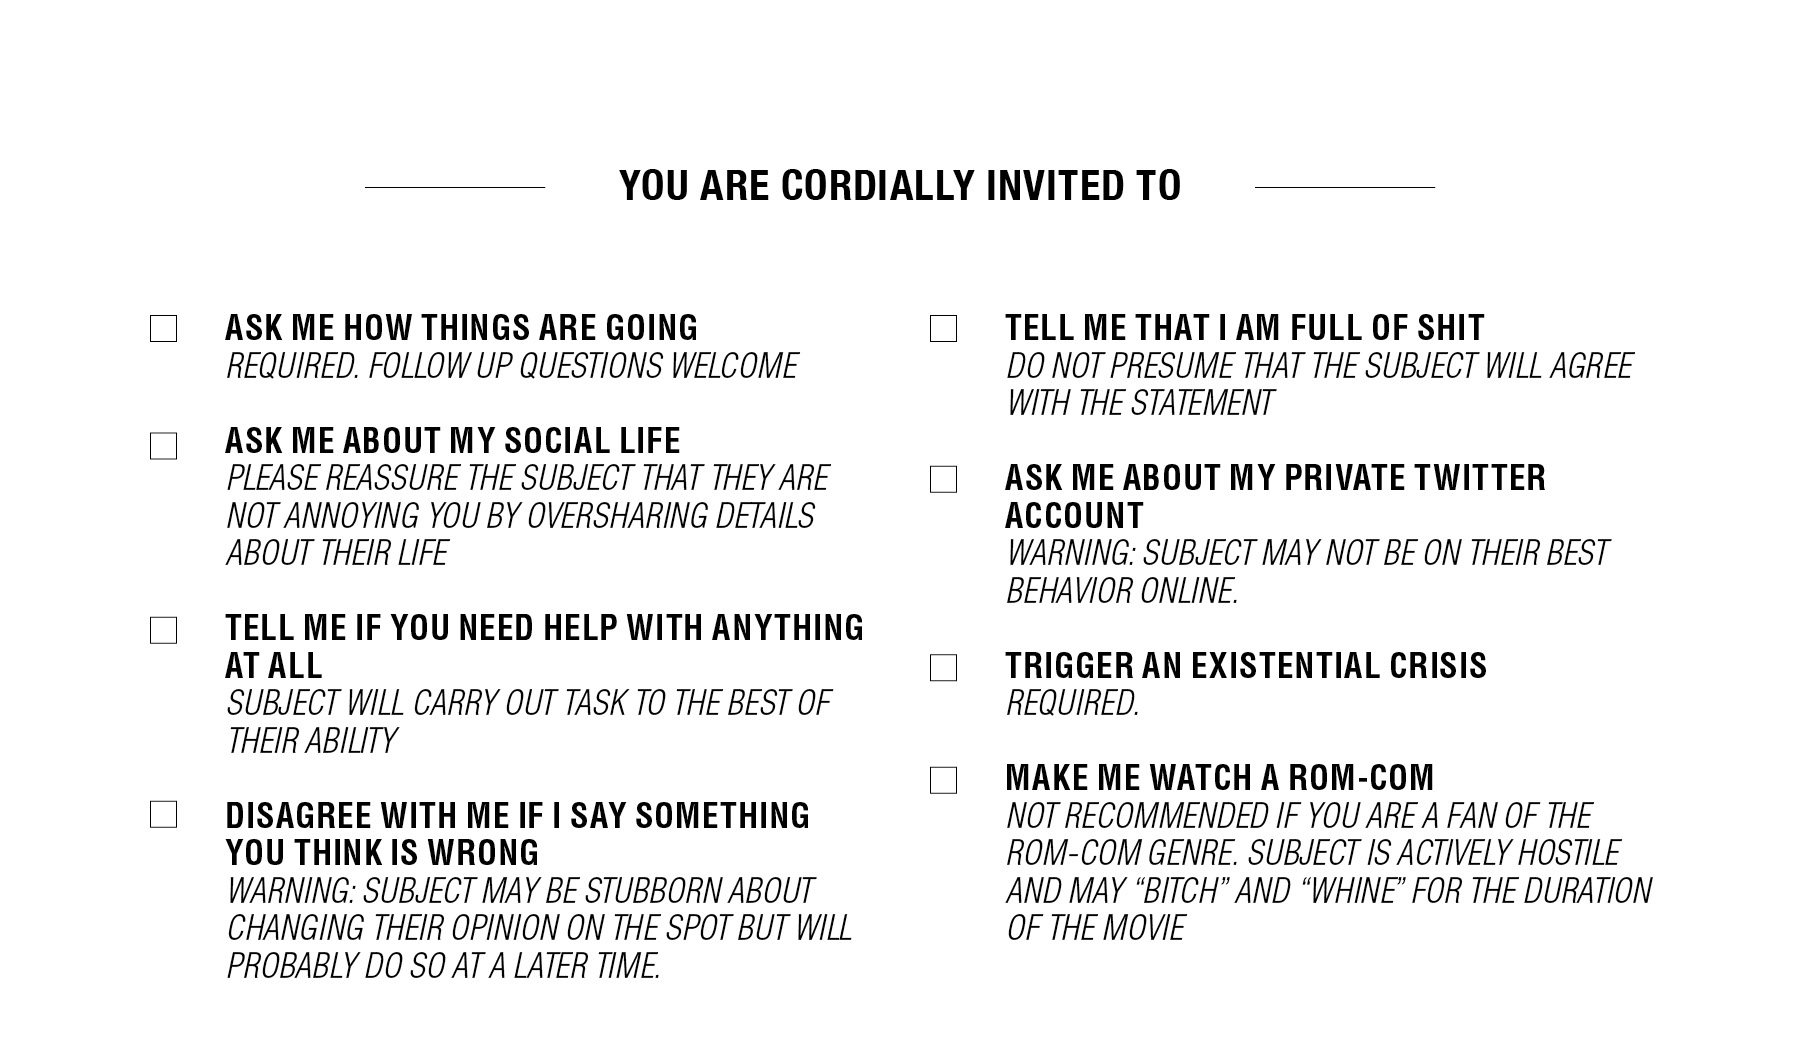 YOU ARE CORDIALLY INVITED TO
ASK ME HOW THINGS ARE GOING
REQUIRED. FOLLOW UP QUESTIONS WELCOME
ASK ME ABOUT MY SOCIAL LIFE
PLEASE REASSURE THE SUBJECT THAT THEY ARE
NOT ANNOYING YOU BY OVERSHARING DETAILS
ABOUT THEIR LIFE
TELL ME IF YOU NEED HELP WITH ANYTHING
AT ALL
SUBJECT WILL CARRY OUT TASK TO THE BEST OF
THEIR ABILITY
DISAGREE WITH ME IF I SAY SOMETHING
YOU THINK IS WRONG
WARNING: SUBJECT MAY BE STUBBORN ABOUT
CHANGING THEIR OPINION ON THE SPOT BUT WILL
PROBABLY DO SO AT A LATER TIME.
TELL ME THAT I AM FULL OF SHIT
DO NOT PRESUME THAT THE SUBJECT WILL AGREE
WITH THE STATEMENT
ASK ME ABOUT MY PRIVATE TWITTER
ACCOUNT
WARNING: SUBJECT MAY NOT BE ON THEIR BEST
BEHAVIOR ONLINE.
TRIGGER AN EXISTENTIAL CRISIS
REQUIRED.
MAKE ME WATCH A ROM-COM
NOT RECOMMENDED IF YOU ARE A FAN OF THE
ROM-COM GENRE. SUBJECT IS ACTIVELY HOSTILE
AND MAY “BITCH” AND “WHINE” FOR THE DURATION
OF THE MOVIE